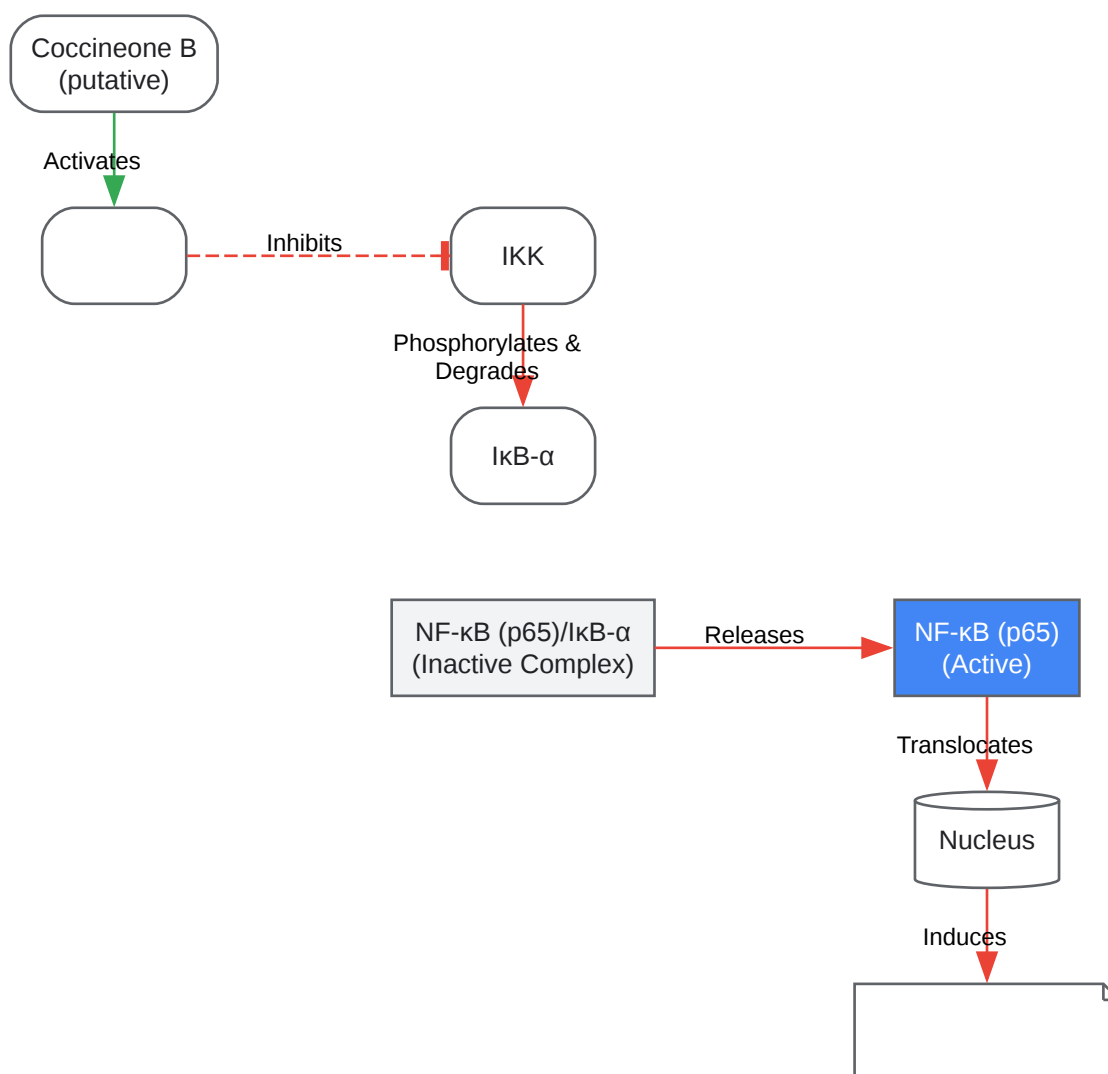 Coccineone B
(putative)
Activates
Inhibits
IKK
Phosphorylates &
Degrades
IκB-α
NF-κB (p65)/IκB-α
(Inactive Complex)
Releases
NF-κB (p65)
(Active)
Translocates
Nucleus
Induces